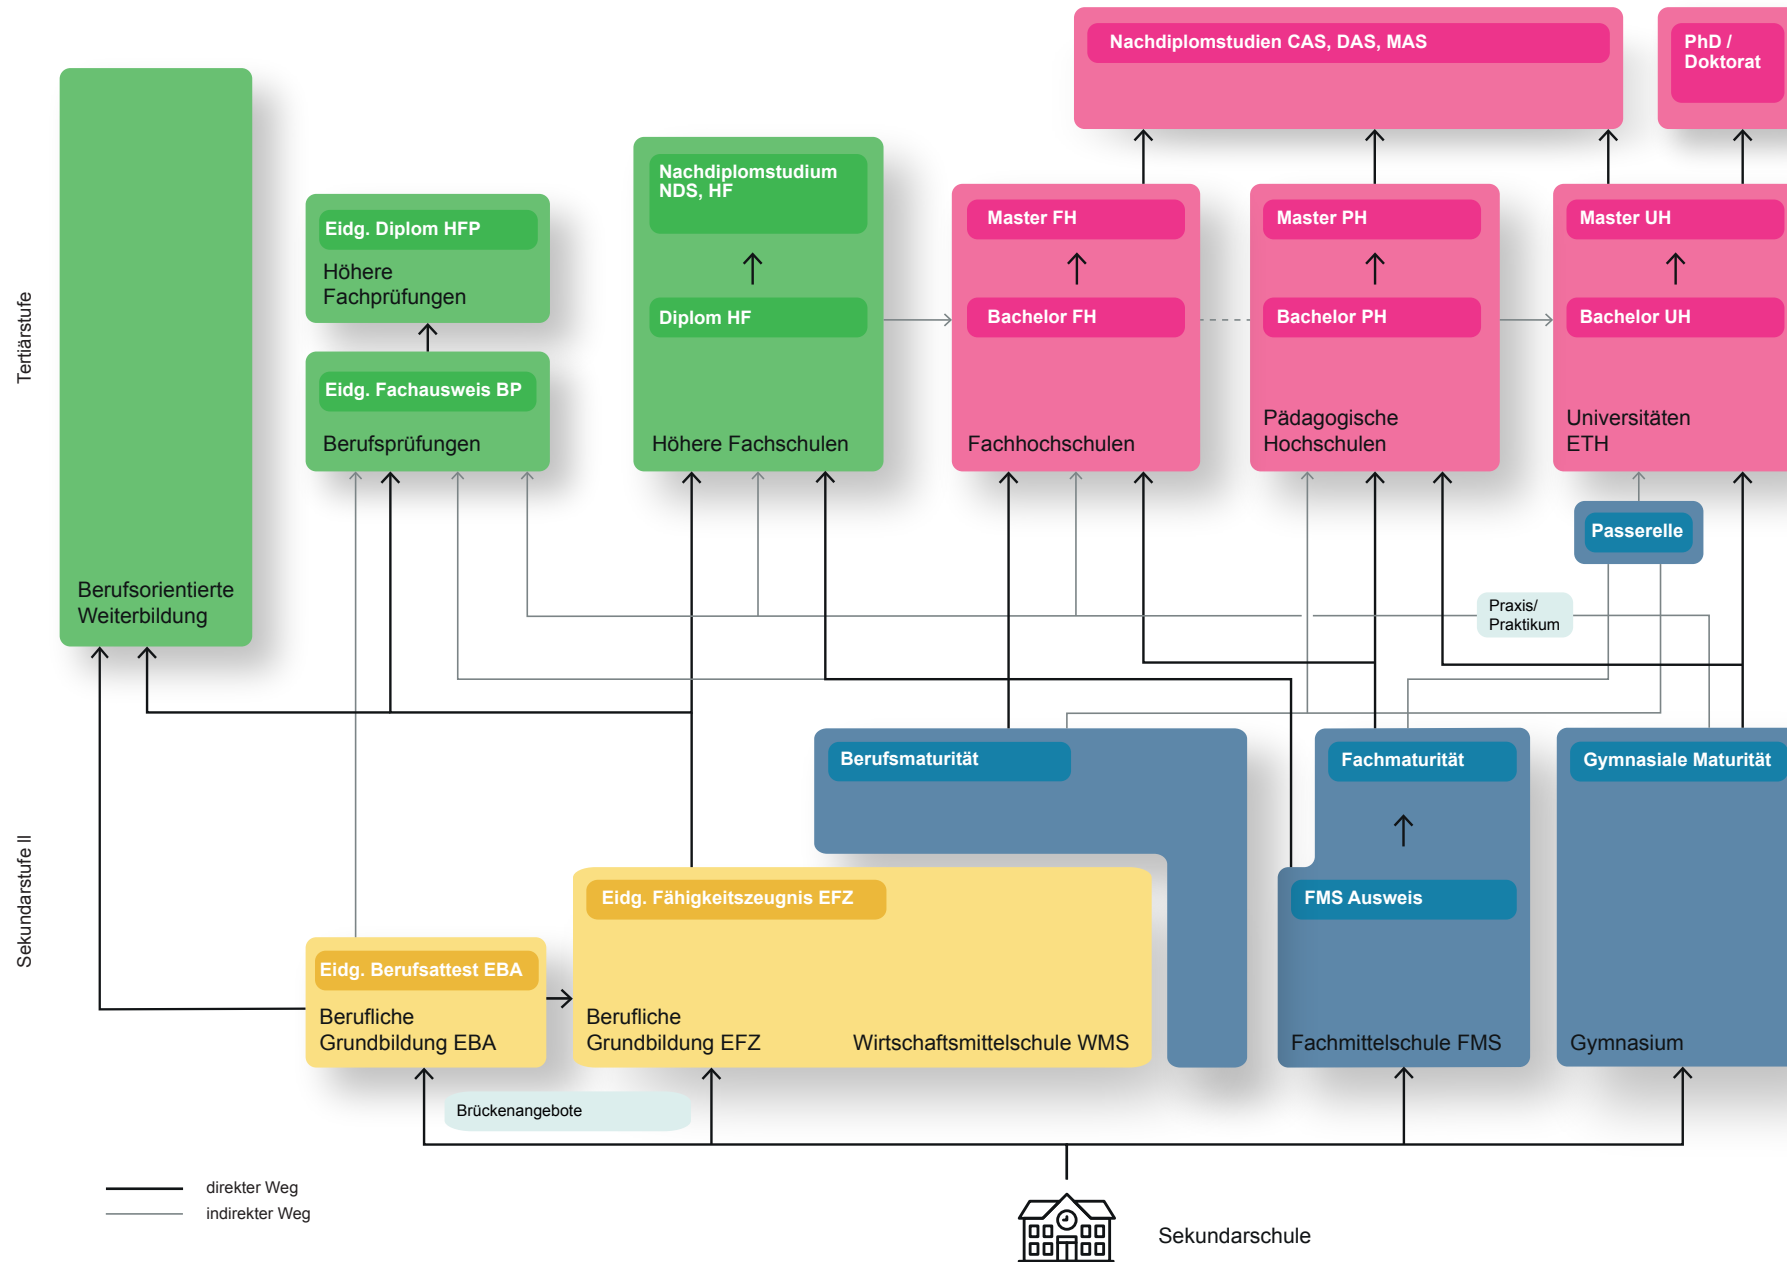 Nachdiplomstudien CAS, DAS, MAS
PhD /
Doktorat
Nachdiplomstudium
NDS, HF
Eidg. Diplom HFP
Höhere
Fachprüfungen
Master FH
Master PH
Master UH
Tertiärstufe
Diplom HF
Bachelor FH
Bachelor PH
Bachelor UH
Eidg. Fachausweis BP
Berufsprüfungen
Höhere Fachschulen
Fachhochschulen
Pädagogische
Hochschulen
Universitäten
ETH
Passerelle
Berufsorientierte
Weiterbildung
Praxis/
Praktikum
Berufsmaturität
Fachmaturität
Gymnasiale Maturität
Sekundarstufe II
Eidg. Fähigkeitszeugnis EFZ
FMS Ausweis
Eidg. Berufsattest EBA
Berufliche
Grundbildung EBA
Berufliche
Grundbildung EFZ
Wirtschaftsmittelschule WMS
Fachmittelschule FMS
Gymnasium
Brückenangebote
direkter Weg
indirekter Weg
Sekundarschule